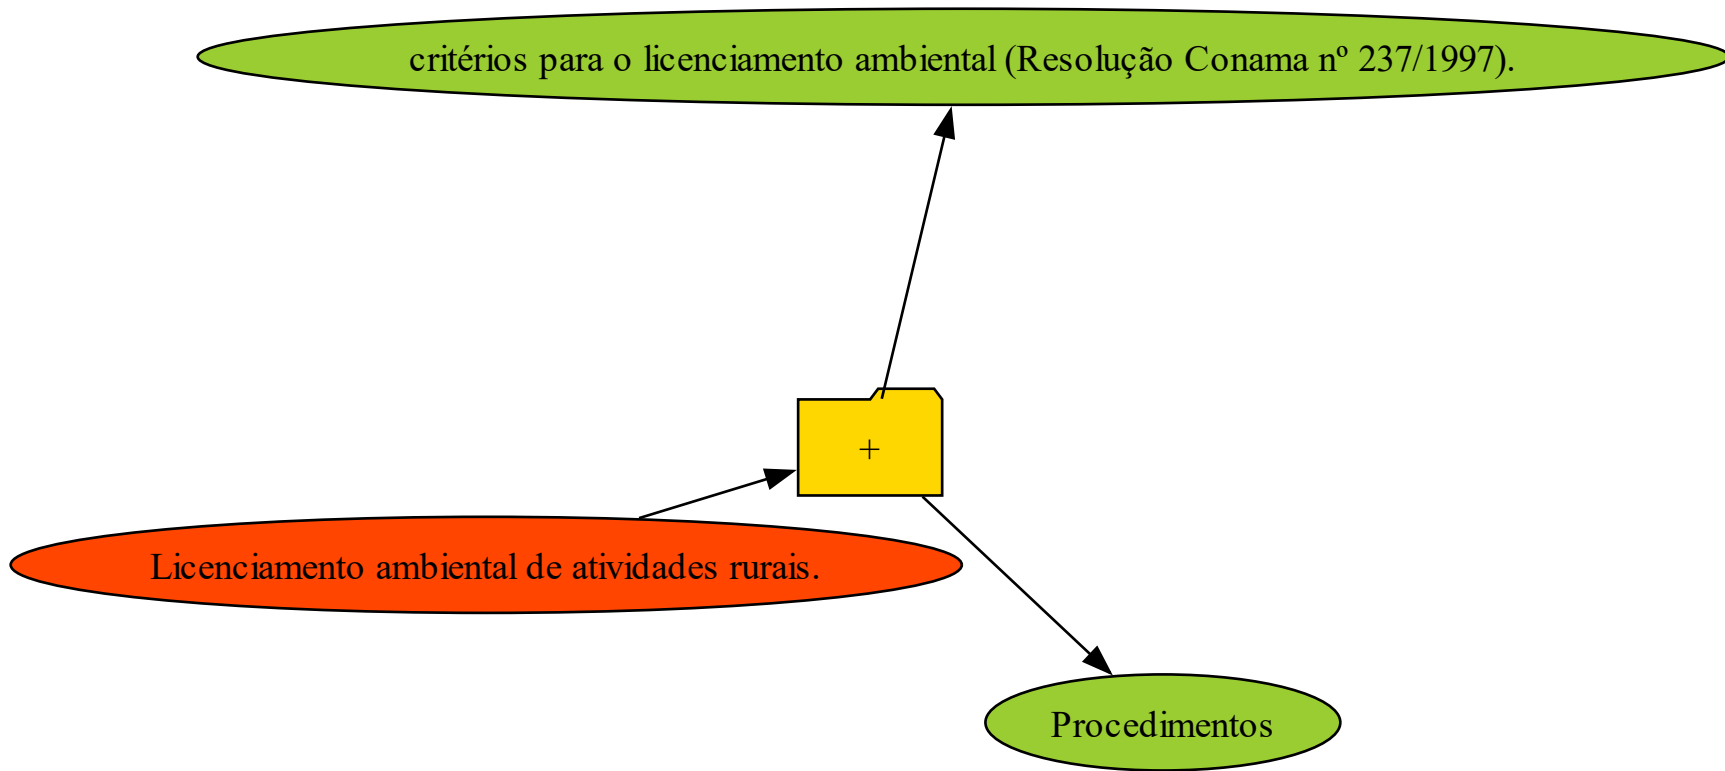 critérios para o licenciamento ambiental (Resolução Conama nº 237/1997).
+
Licenciamento ambiental de atividades rurais.
Procedimentos